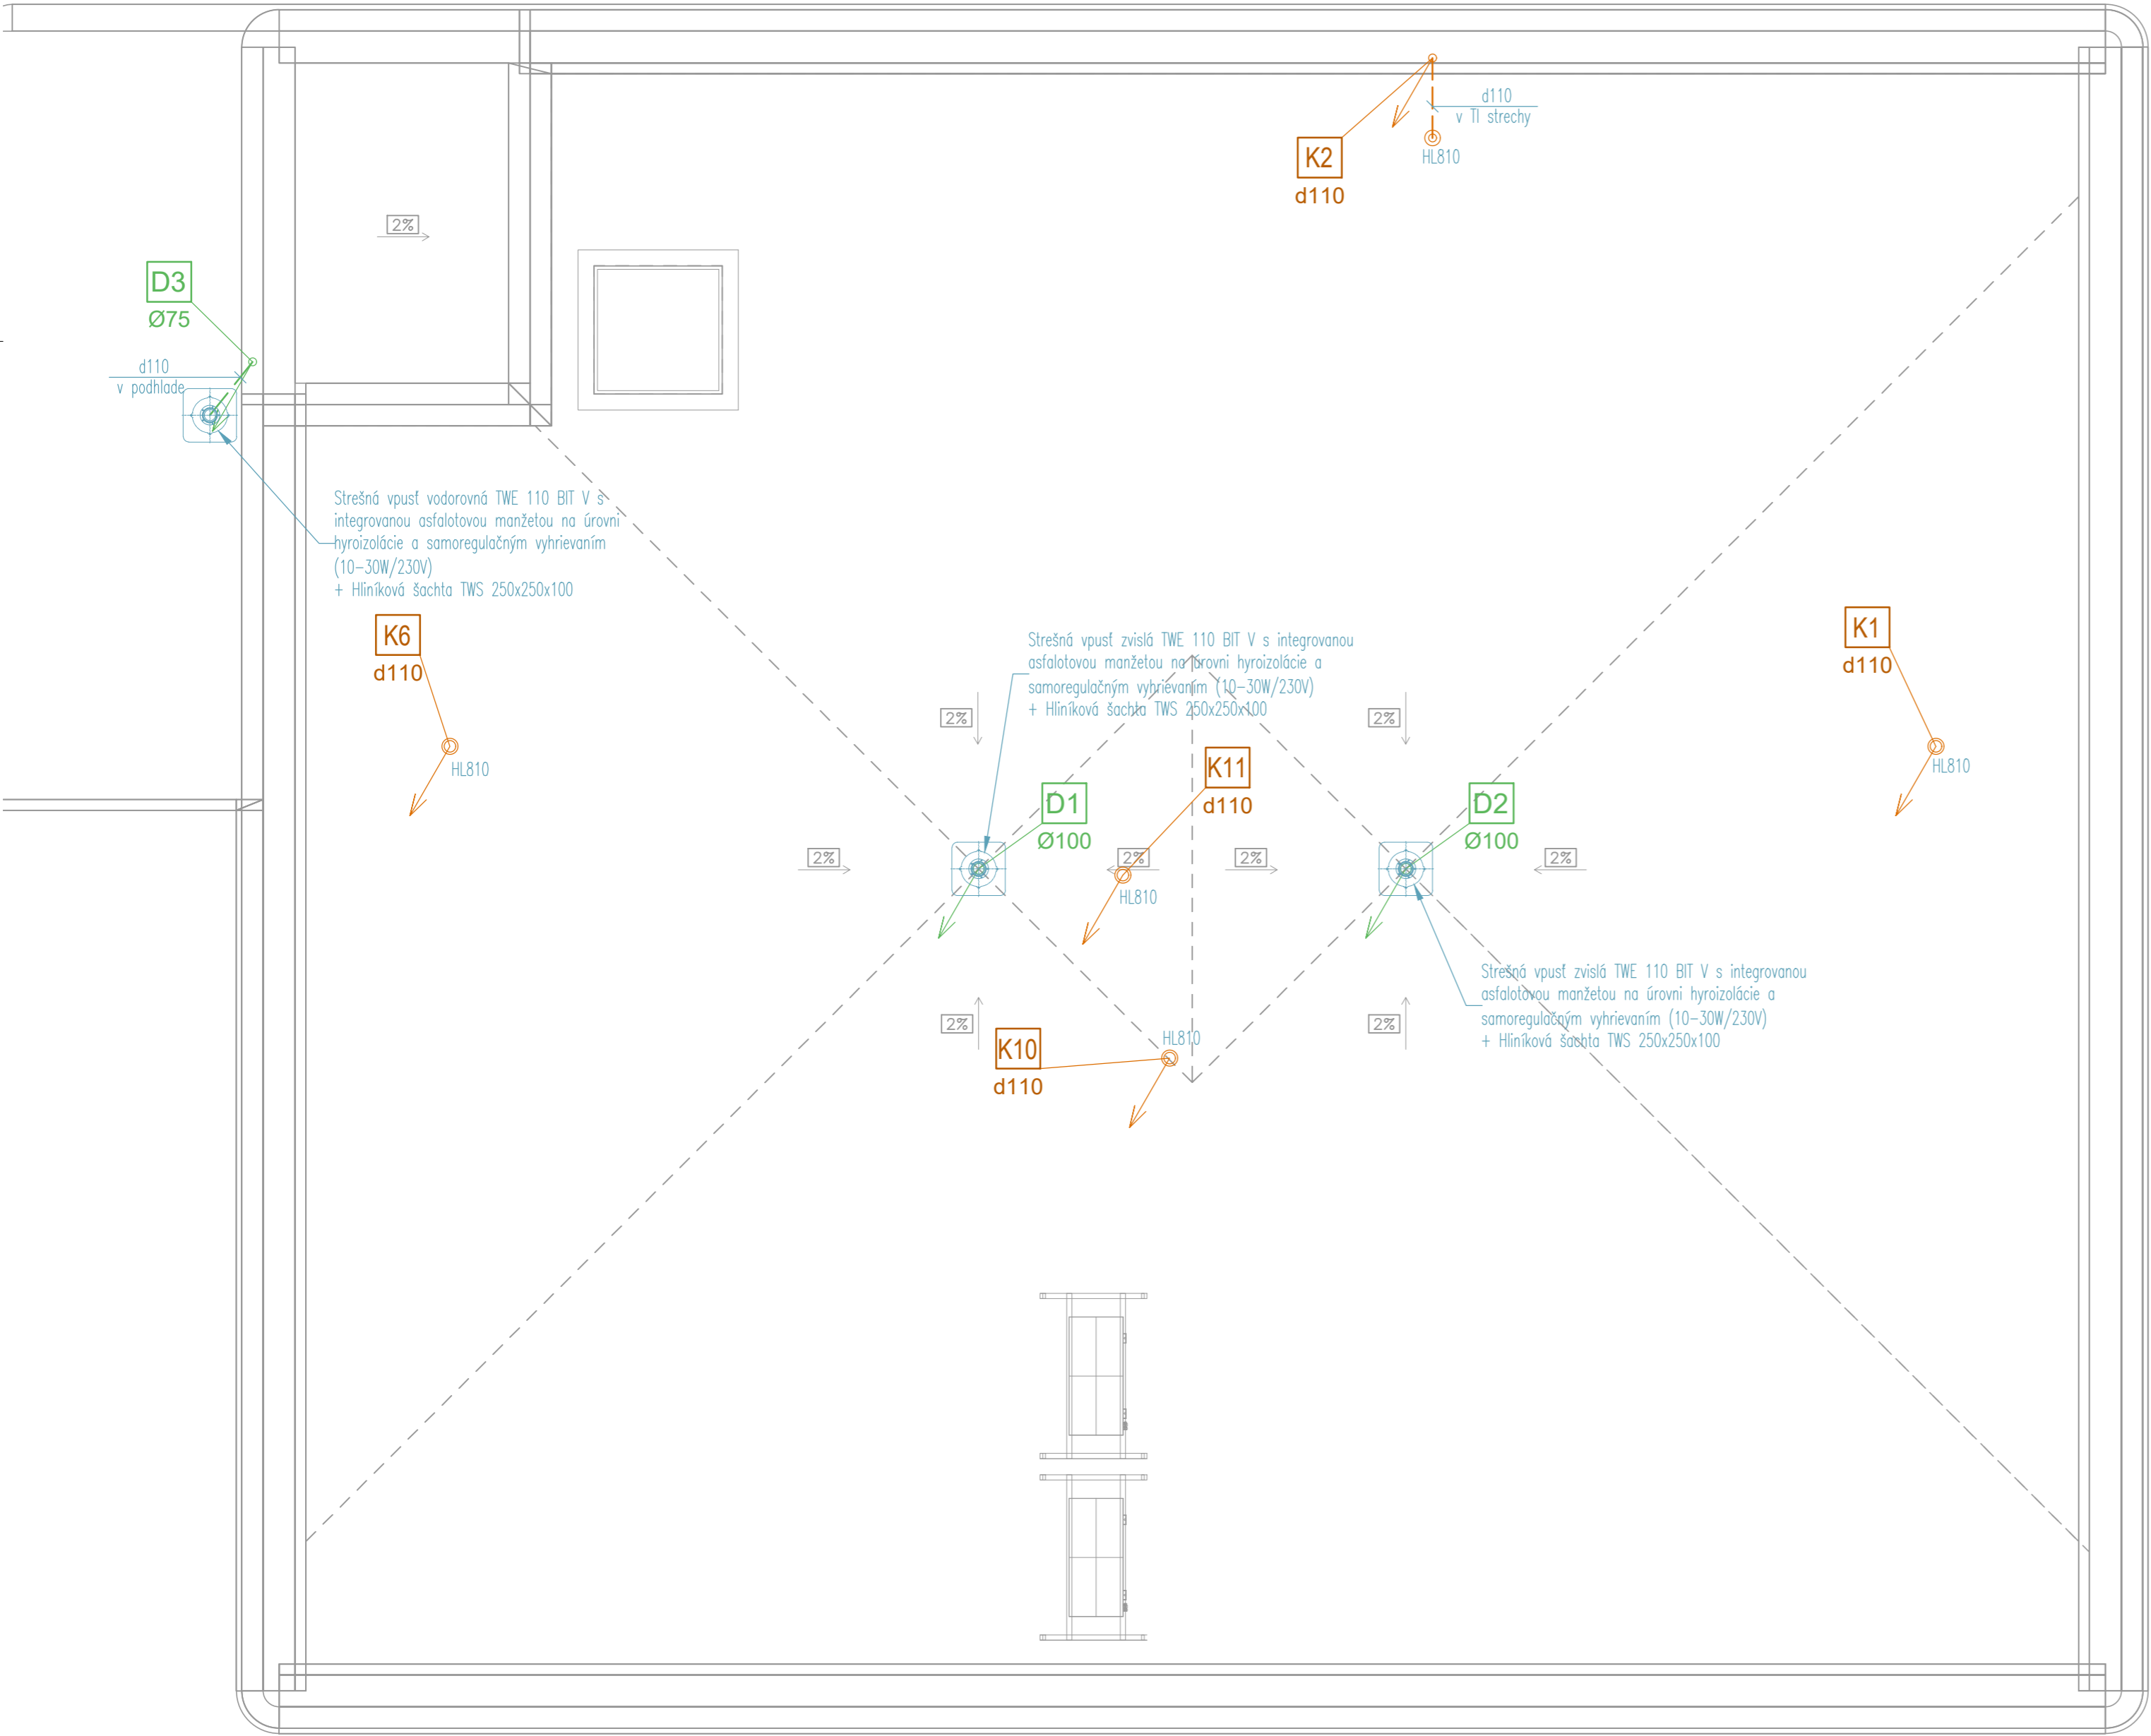 d110
v TI strechy
HL810
K2
d110
2%
D3
Ø75
d110
v podhlade
Strešná vpusť vodorovná TWE 110 BIT V s
integrovanou asfalotovou manžetou na úrovni
hyroizolácie a samoregulačným vyhrievaním
(10-30W/230V)
+ Hliníková šachta TWS 250x250x100
K6
d110
HL810
Strešná vpusť zvislá TWE 110 BIT V s integrovanou
asfalotovou manžetou na úrovni hyroizolácie a
samoregulačným vyhrievaním (10-30W/230V)
+ Hliníková šachta TWS 250x250x100
K1
d110
HL810
2%
2%
K11
d110
HL810
D1
Ø100
D2
Ø100
2%
2%
2%
2%
Strešná vpusť zvislá TWE 110 BIT V s integrovanou
asfalotovou manžetou na úrovni hyroizolácie a
samoregulačným vyhrievaním (10-30W/230V)
+ Hliníková šachta TWS 250x250x100
2%
2%
K10
d110
HL810